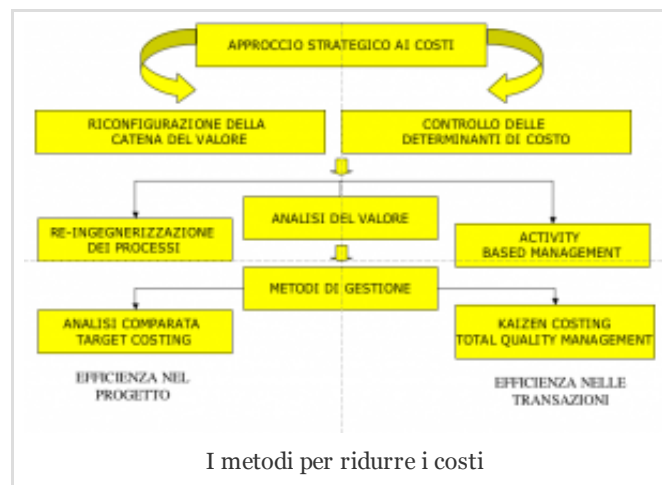 APPROCCIO STRATEGICO AI COSTI
RICONFIGURAZIONE DELLA
CATENA DEL VALORE
CONTROLLO DELLE
DETERMINANTI DI COSTO
ANALISI DEL VALORE
RE-INGEGNERIZZAZIONE
DEI PROCESSI
ACTIVITY
BASED MANAGEMENT
METODI DI GESTIONE
ANALISI COMPARATA
TARGET COSTING
KAIZEN COSTING
TOTAL QUALITY MANAGEMENT
EFFICIENZA NEL
PROGETTO
EFFICIENZA NELLE
TRANSAZIONI
I metodi per ridurre i costi